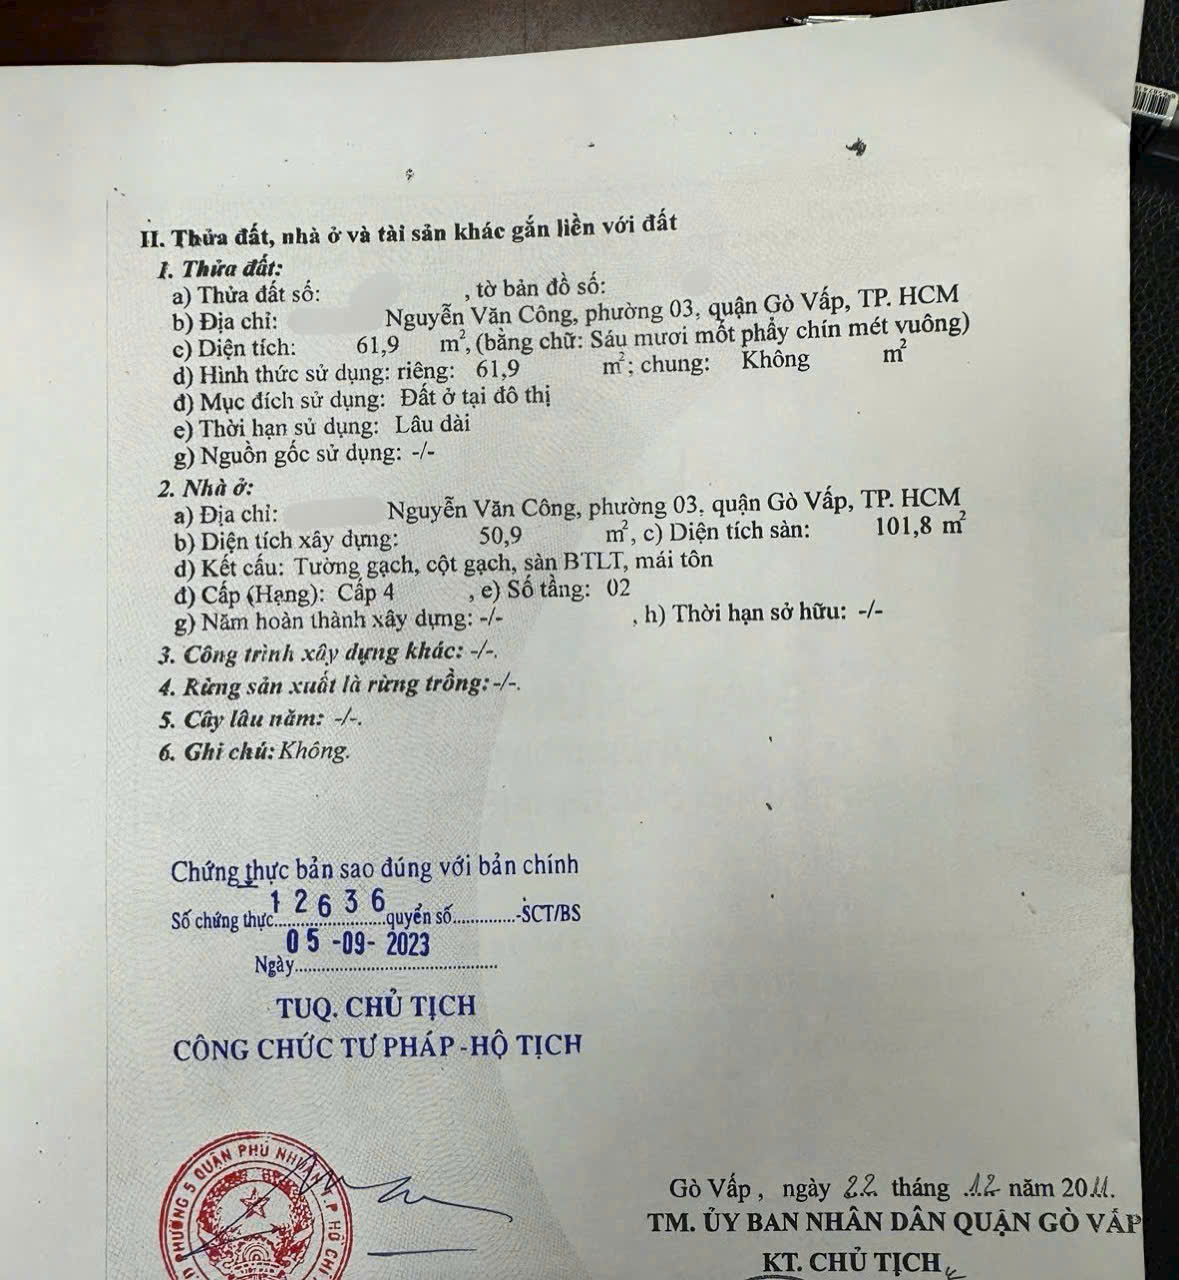 II. Thửa đất, nhà ở và tài sản khác gắn liền với đất
1. Thửa đất:
a) Thửa đất số: , tờ bản đồ số:
b) Địa chỉ: Nguyễn Văn Công, phường 03, quận Gò Vấp, TP. HCM
c) Diện tích: 61,9 m², (bằng chữ: Sáu mươi mốt phẩy chín mét vuông)
d) Hình thức sử dụng: riêng: 61,9 m²; chung: Không m²
đ) Mục đích sử dụng: Đất ở tại đô thị
e) Thời hạn sử dụng: Lâu dài
g) Nguồn gốc sử dụng: -/-
2. Nhà ở:
a) Địa chỉ: Nguyễn Văn Công, phường 03, quận Gò Vấp, TP. HCM
b) Diện tích xây dựng: 50,9 m², c) Diện tích sàn: 101,8 m²
d) Kết cấu: Tường gạch, cột gạch, sàn BTLT, mái tôn
đ) Cấp (Hạng): Cấp 4 , e) Số tầng: 02
g) Năm hoàn thành xây dựng: -/- , h) Thời hạn sở hữu: -/-
3. Công trình xây dựng khác: -/-.
4. Rừng sản xuất là rừng trồng: -/-.
5. Cây lâu năm: -/-.
6. Ghi chú: Không.
Chứng thực bản sao đúng với bản chính
Số chứng thực 12636 quyển số..............-SCT/BS
Ngày 05-09-2023
TUQ. CHỦ TỊCH
CÔNG CHỨC TƯ PHÁP - HỘ TỊCH
PHƯỜNG 5 QUẬN PHÚ NHUẬN T.P HỒ CHÍ
Gò Vấp, ngày 22 tháng 12 năm 2011.
TM. ỦY BAN NHÂN DÂN QUẬN GÒ VẤP
KT. CHỦ TỊCH